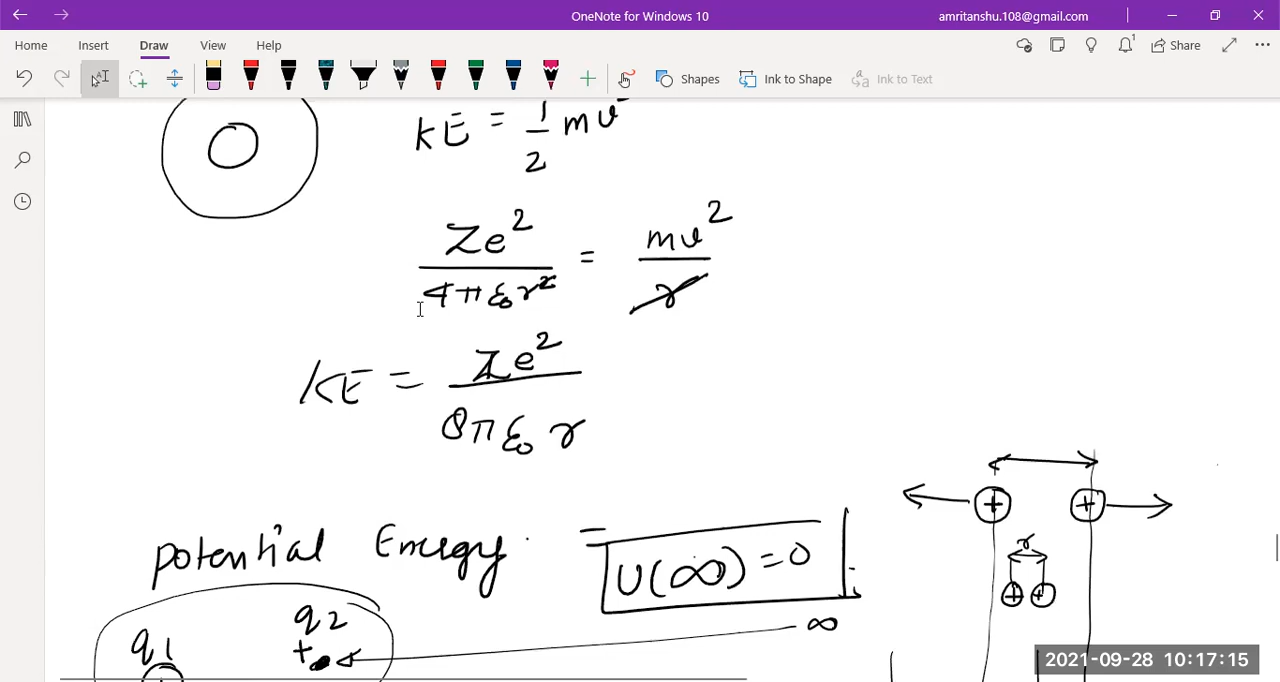 OneNote for Windows 10
amritanshu.108@gmail.com
Home Insert Draw View Help
Share
Shapes Ink to Shape Ink to Text
KE = 1/2 mv²
Ze²/4πε₀r² = mv²/r
KE = Ze²/8πε₀r
potential Energy. U(∞) = 0
r
+ +
+ +
q1 q2
+ ∞
2021-09-28 10:17:15